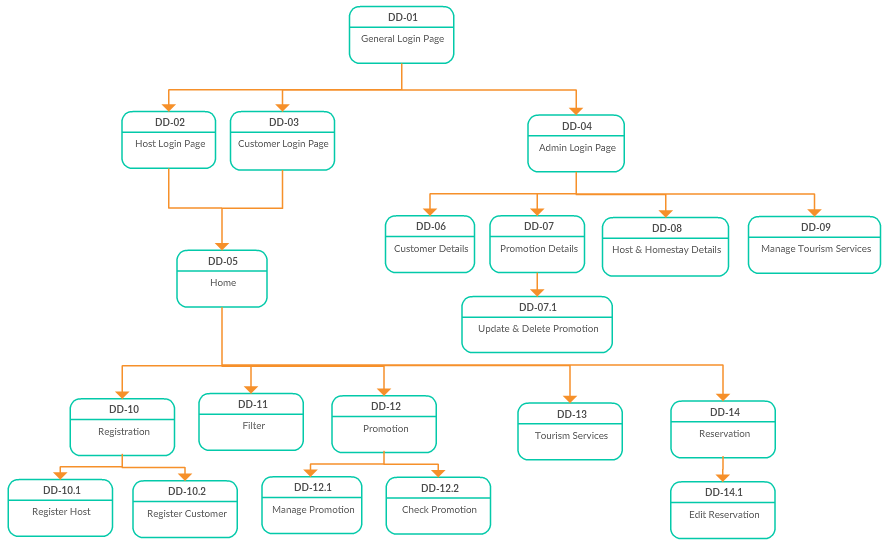 DD-01
General Login Page
DD-02
Host Login Page
DD-03
Customer Login Page
DD-04
Admin Login Page
DD-05
Home
DD-06
Customer Details
DD-07
Promotion Details
DD-08
Host & Homestay Details
DD-09
Manage Tourism Services
DD-07.1
Update & Delete Promotion
DD-10
Registration
DD-11
Filter
DD-12
Promotion
DD-13
Tourism Services
DD-14
Reservation
DD-10.1
Register Host
DD-10.2
Register Customer
DD-12.1
Manage Promotion
DD-12.2
Check Promotion
DD-14.1
Edit Reservation